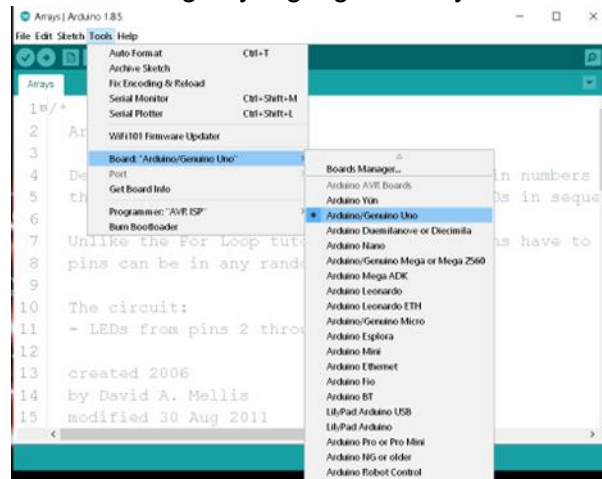 Arrays | Arduino 1.8.5
File Edit Sketch Tools Help
Auto Format Ctrl+T
Archive Sketch
Fix Encoding & Reload
Serial Monitor Ctrl+Shift+M
Serial Plotter Ctrl+Shift+L
WiFi101 Firmware Updater
Board: "Arduino/Genuino Uno"
Port
Get Board Info
Programmer: "AVR ISP"
Burn Bootloader
Boards Manager...
Arduino AVR Boards
Arduino Yún
Arduino/Genuino Uno
Arduino Duemilanove or Diecimila
Arduino Nano
Arduino/Genuino Mega or Mega 2560
Arduino Mega ADK
Arduino Leonardo
Arduino Leonardo ETH
Arduino/Genuino Micro
Arduino Esplora
Arduino Mini
Arduino Ethernet
Arduino Fio
Arduino BT
LilyPad Arduino USB
LilyPad Arduino
Arduino Pro or Pro Mini
Arduino NG or older
Arduino Robot Control
Arrays
1 /*
2 Ar
3
4 De in numbers
5 th s in seque
6
7 Unlike the For Loop tut s have to
8 pins can be in any rand
9
10 The circuit:
11 - LEDs from pins 2 thro
12
13 created 2006
14 by David A. Mellis
15 modified 30 Aug 2011